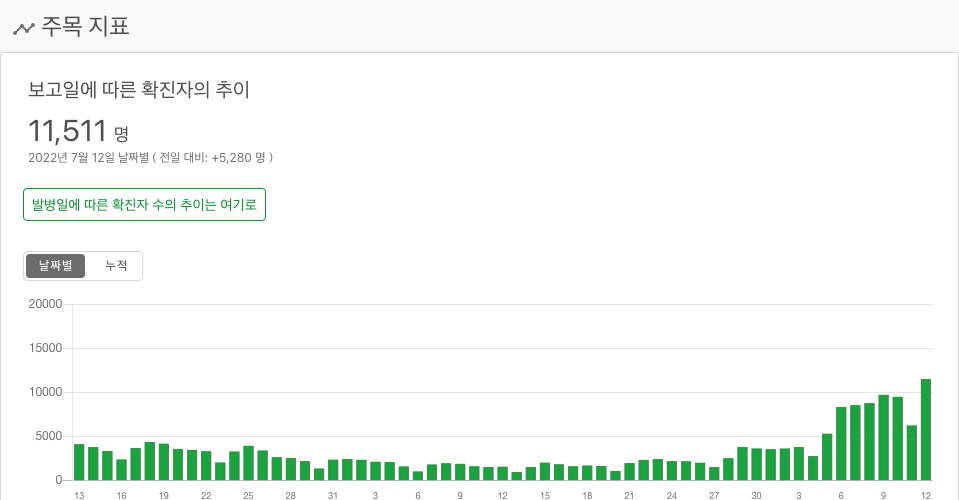 주목 지표
보고일에 따른 확진자의 추이
11,511 명
2022년 7월 12일 날짜별 ( 전일 대비: +5,280 명 )
발병일에 따른 확진자 수의 추이는 여기로
날짜별 누적
20000
15000
10000
5000
0
13 16 19 22 25 28 31 3 6 9 12 15 18 21 24 27 30 3 6 9 12